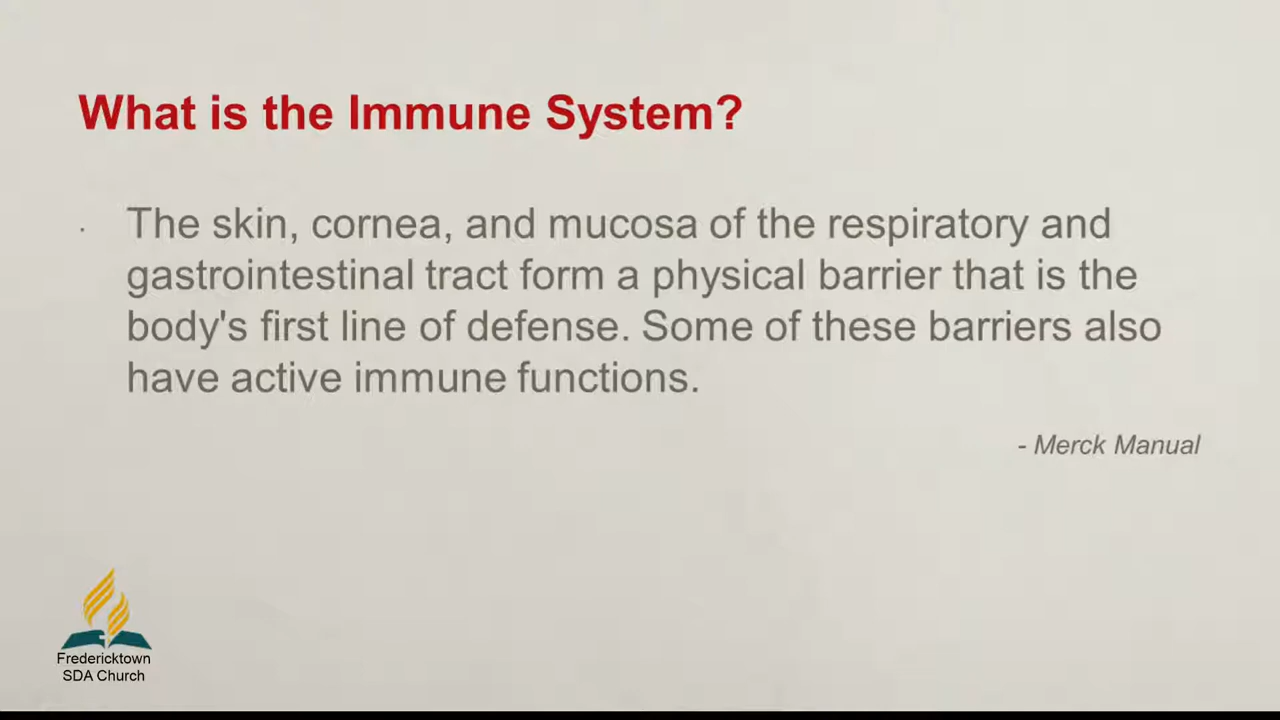 What is the Immune System?
· The skin, cornea, and mucosa of the respiratory and
gastrointestinal tract form a physical barrier that is the
body's first line of defense. Some of these barriers also
have active immune functions.
- Merck Manual
Fredericktown
SDA Church